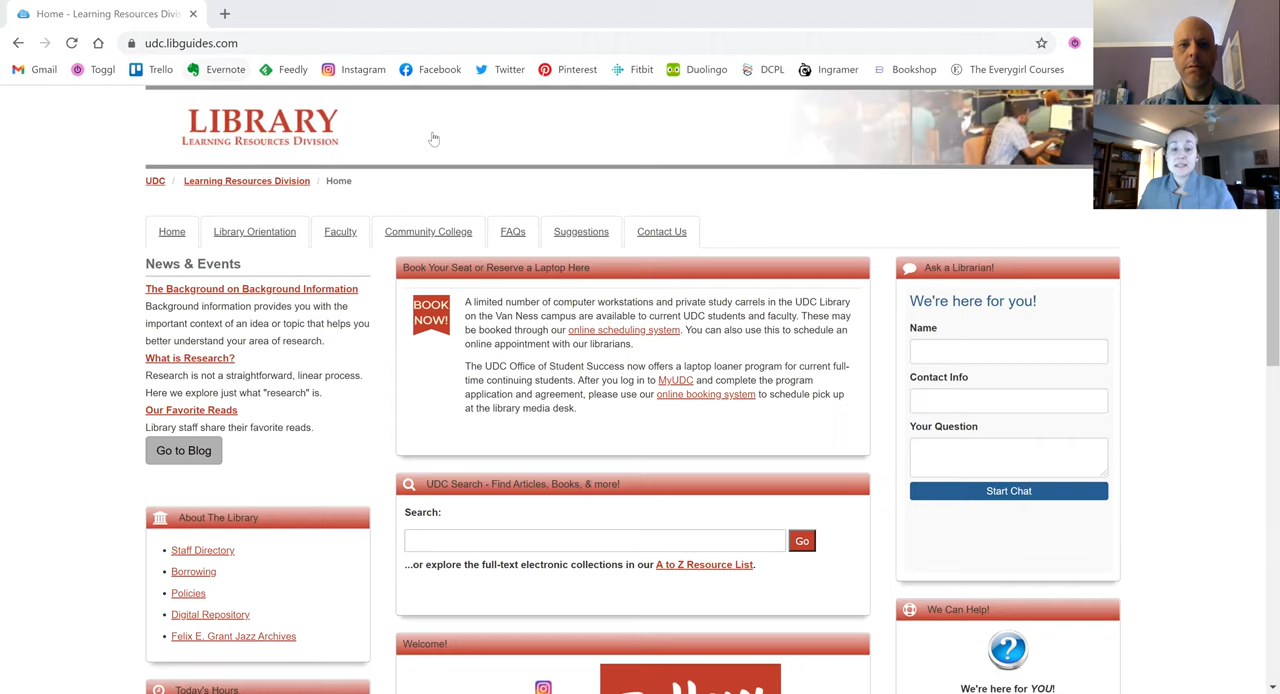 Home - Learning Resources Divis
udc.libguides.com
Gmail
Toggl
Trello
Evernote
Feedly
Instagram
Facebook
Twitter
Pinterest
Fitbit
Duolingo
DCPL
Ingramer
Bookshop
The Everygirl Courses
LIBRARY
LEARNING RESOURCES DIVISION
UDC / Learning Resources Division / Home
Home
Library Orientation
Faculty
Community College
FAQs
Suggestions
Contact Us
News & Events
The Background on Background Information
Background information provides you with the
important context of an idea or topic that helps you
better understand your area of research.
What is Research?
Research is not a straightforward, linear process.
Here we explore just what "research" is.
Our Favorite Reads
Library staff share their favorite reads.
Go to Blog
About The Library
Staff Directory
Borrowing
Policies
Digital Repository
Felix E. Grant Jazz Archives
Today's Hours
Book Your Seat or Reserve a Laptop Here
BOOK
NOW!
A limited number of computer workstations and private study carrels in the UDC Library
on the Van Ness campus are available to current UDC students and faculty. These may
be booked through our online scheduling system. You can also use this to schedule an
online appointment with our librarians.
The UDC Office of Student Success now offers a laptop loaner program for current full-
time continuing students. After you log in to MyUDC and complete the program
application and agreement, please use our online booking system to schedule pick up
at the library media desk.
UDC Search - Find Articles, Books, & more!
Search:
Go
...or explore the full-text electronic collections in our A to Z Resource List.
Welcome!
Ask a Librarian!
We're here for you!
Name
Contact Info
Your Question
Start Chat
We Can Help!
?
We're here for YOU!